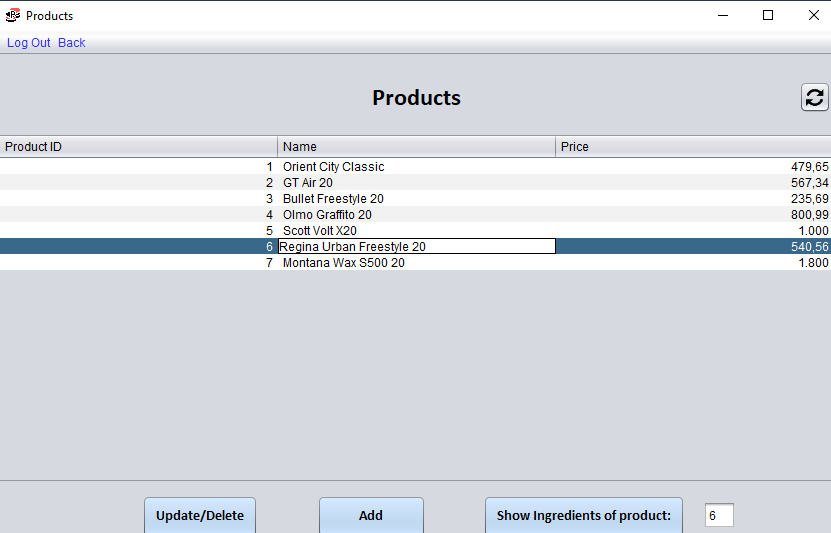 Products
Log Out Back
Products
Product ID Name Price
1 Orient City Classic 479,65
2 GT Air 20 567,34
3 Bullet Freestyle 20 235,69
4 Olmo Graffito 20 800,99
5 Scott Volt X20 1.000
6 Regina Urban Freestyle 20 540,56
7 Montana Wax S500 20 1.800
Update/Delete Add Show Ingredients of product: 6